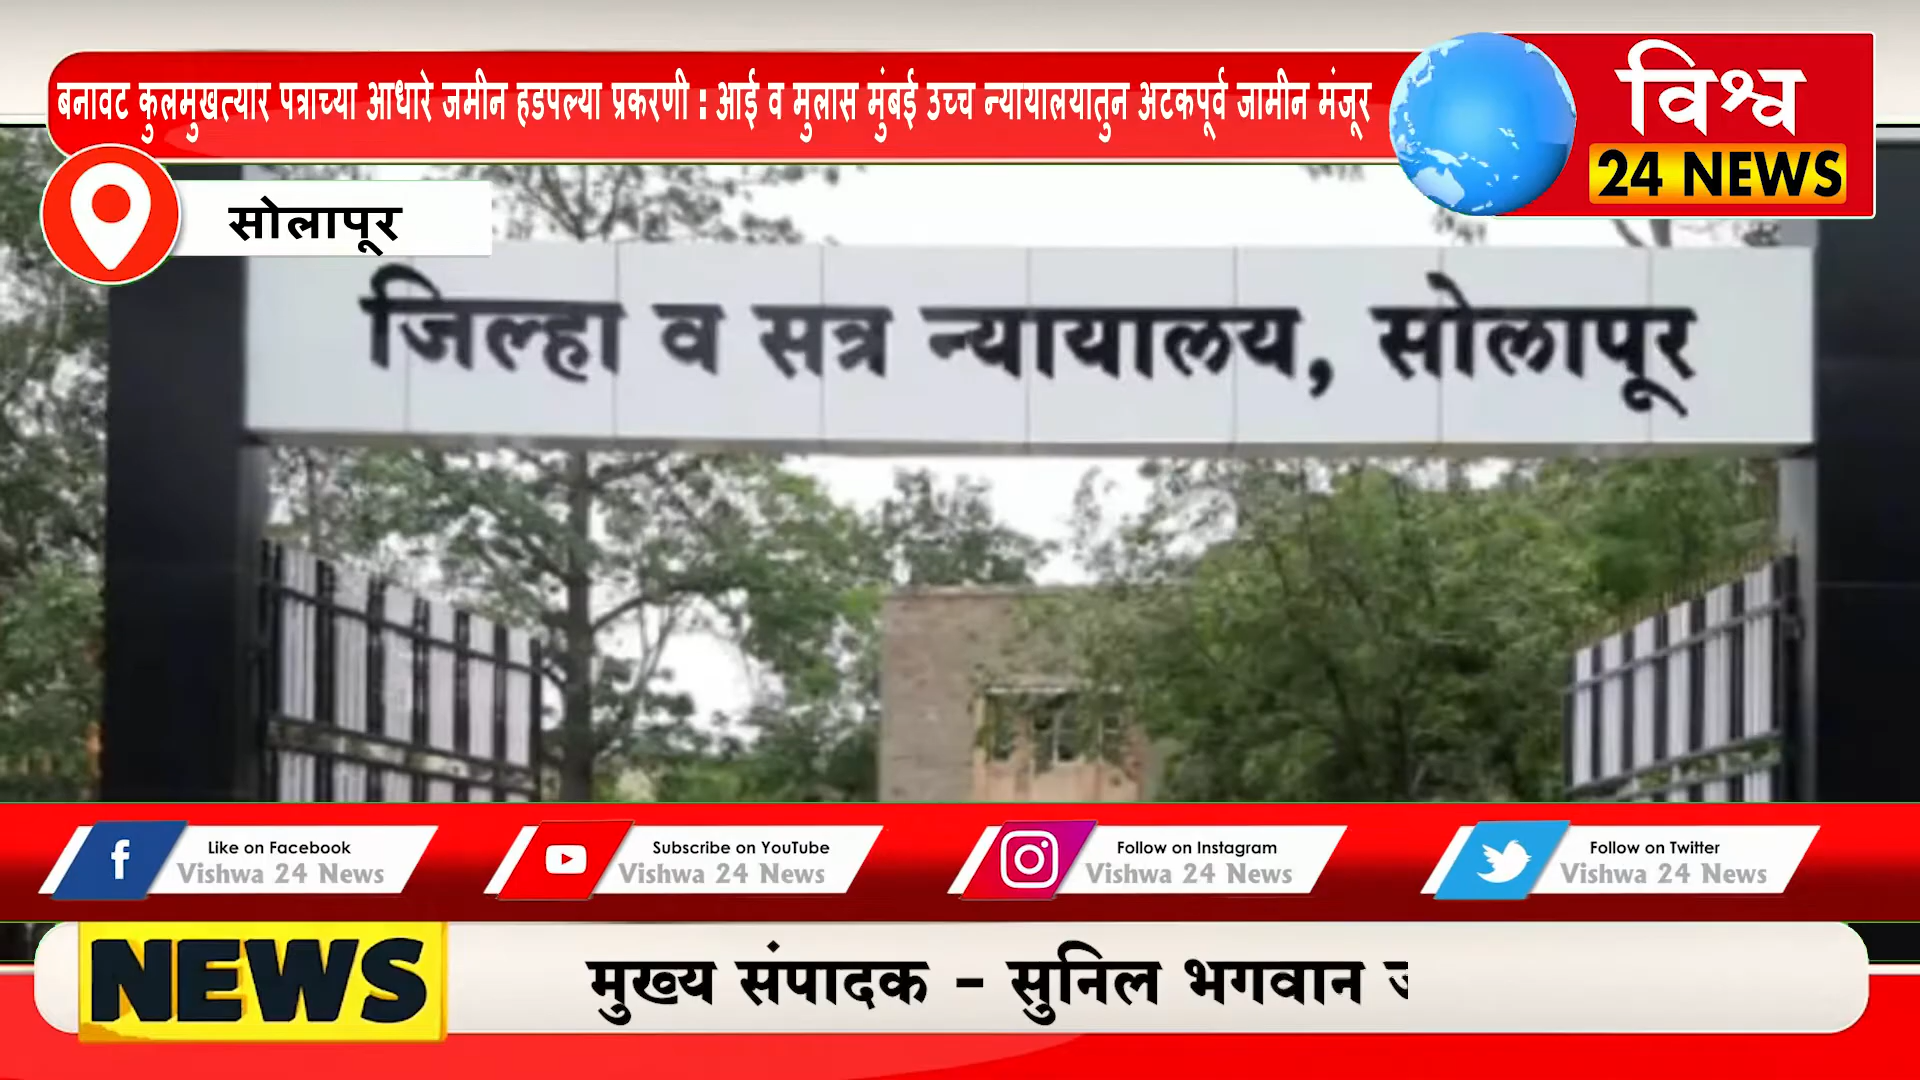 बनावट कुलमुखत्यार पत्राच्या आधारे जमीन हडपल्या प्रकरणी : आई व मुलास मुंबई उच्च न्यायालयातुन अटकपूर्व जामीन मंजूर
विश्व
24 NEWS
सोलापूर
जिल्हा व सत्र न्यायालय, सोलापूर
Like on Facebook
Vishwa 24 News
Subscribe on YouTube
Vishwa 24 News
Follow on Instagram
Vishwa 24 News
Follow on Twitter
Vishwa 24 News
NEWS
मुख्य संपादक - सुनिल भगवान